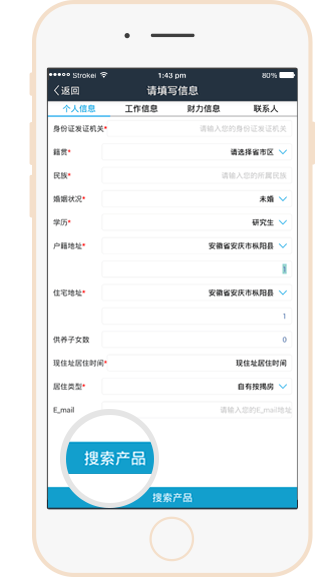 ●●●●● Strokei 1:43 pm 80%
返回 请填写信息
个人信息 工作信息 财力信息 联系人
身份证发证机关* 请输入您的身份证发证机关
籍贯* 请选择省市区
民族* 请输入您的所属民族
婚姻状况* 未婚
学历* 研究生
户籍地址* 安徽省安庆市枞阳县
1
住宅地址* 安徽省安庆市枞阳县
1
供养子女数 0
现住址居住时间* 现住址居住时间
居住类型* 自有按揭房
E_mail 请输入您的E_mail地址
搜索产品
搜索产品